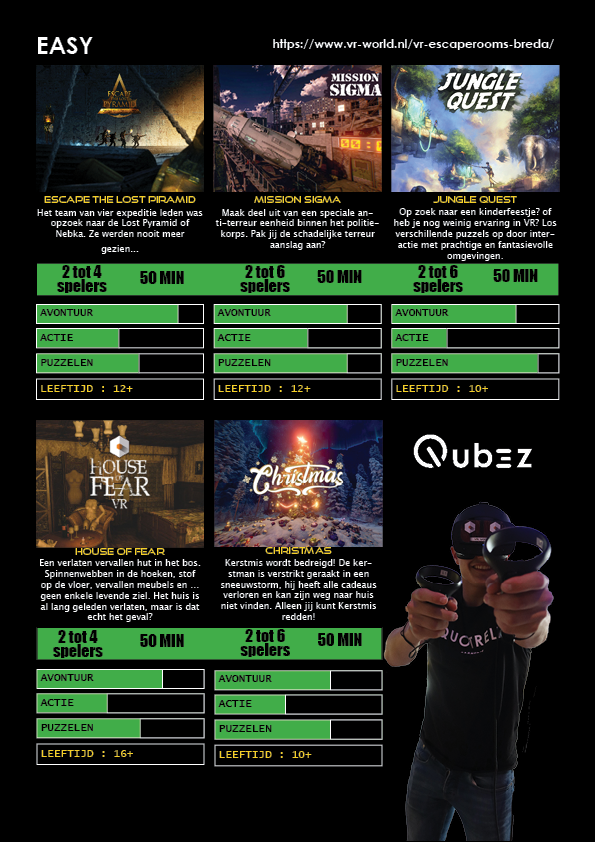 EASY
https://www.vr-world.nl/vr-escaperooms-breda/
ESCAPE
PYRAMID
MISSION
SIGMA
JUNGLE
QUEST
ESCAPE THE LOST PIRAMID
Het team van vier expeditie leden was
opzoek naar de Lost Pyramid of
Nebka. Ze werden nooit meer
gezien...
MISSION SIGMA
Maak deel uit van een speciale an-
ti-terreur eenheid binnen het politie-
korps. Pak jij de schadelijke terreur
aanslag aan?
JUNGLE QUEST
Op zoek naar een kinderfeestje? of
heb je nog weinig ervaring in VR? Los
verschillende puzzels op door inter-
actie met prachtige en fantasievolle
omgevingen.
2 tot 4
spelers
50 MIN
2 tot 6
spelers
50 MIN
2 tot 6
spelers
50 MIN
AVONTUUR
ACTIE
PUZZELEN
LEEFTIJD : 12+
AVONTUUR
ACTIE
PUZZELEN
LEEFTIJD : 12+
AVONTUUR
ACTIE
PUZZELEN
LEEFTIJD : 10+
HOUSE
OF
FEAR
VR
Christmas
Qubez
HOUSE OF FEAR
Een verlaten vervallen hut in het bos.
Spinnenwebben in de hoeken, stof
op de vloer, vervallen meubels en ...
geen enkele levende ziel. Het huis is
al lang geleden verlaten, maar is dat
echt het geval?
CHRISTMAS
Kerstmis wordt bedreigd! De ker-
stman is verstrikt geraakt in een
sneeuwstorm, hij heeft alle cadeaus
verloren en kan zijn weg naar huis
niet vinden. Alleen jij kunt Kerstmis
redden!
2 tot 4
spelers
50 MIN
2 tot 6
spelers
50 MIN
AVONTUUR
ACTIE
PUZZELEN
LEEFTIJD : 16+
AVONTUUR
ACTIE
PUZZELEN
LEEFTIJD : 10+